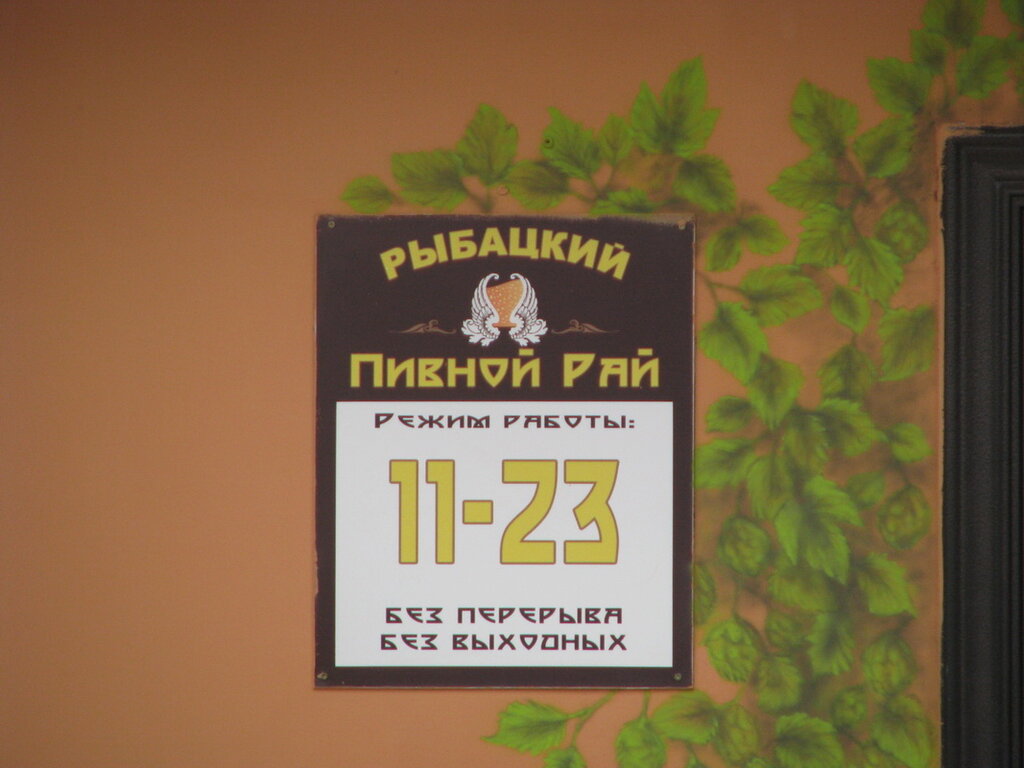 РЫБАЦКИЙ
ПИВНОЙ РАЙ
РЕЖИМ РАБОТЫ:
11-23
БЕЗ ПЕРЕРЫВА
БЕЗ ВЫХОДНЫХ